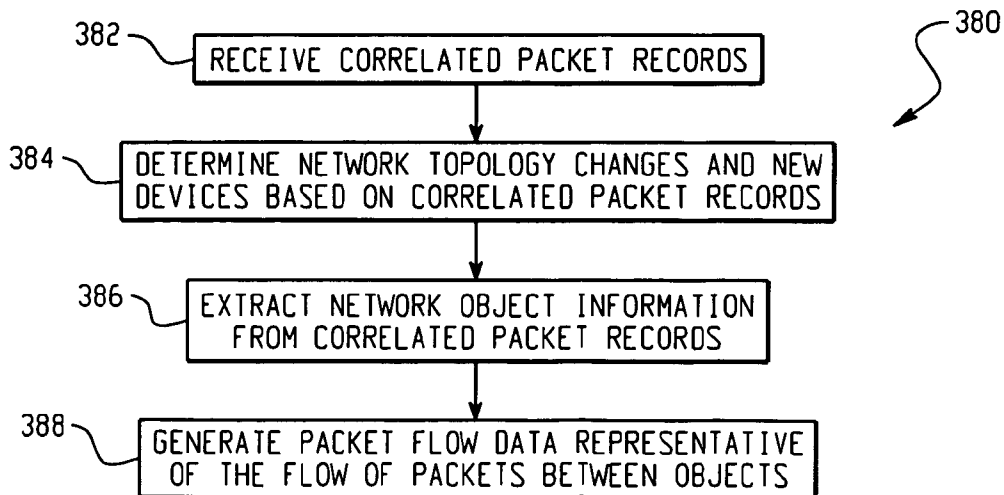 380
382
RECEIVE CORRELATED PACKET RECORDS
384
DETERMINE NETWORK TOPOLOGY CHANGES AND NEW
DEVICES BASED ON CORRELATED PACKET RECORDS
386
EXTRACT NETWORK OBJECT INFORMATION
FROM CORRELATED PACKET RECORDS
388
GENERATE PACKET FLOW DATA REPRESENTATIVE
OF THE FLOW OF PACKETS BETWEEN OBJECTS